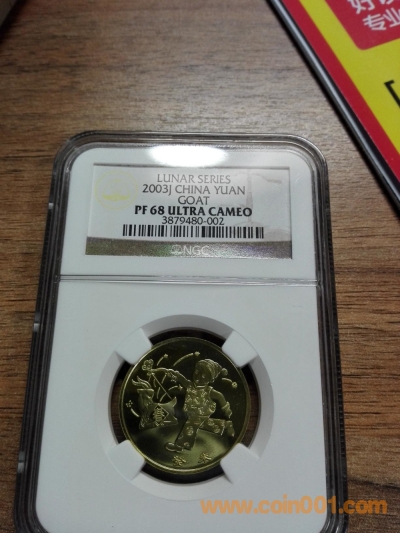 LUNAR SERIES
2003J CHINA YUAN
GOAT
PF 68 ULTRA CAMEO
3879480-002
NGC
www.coin001.com